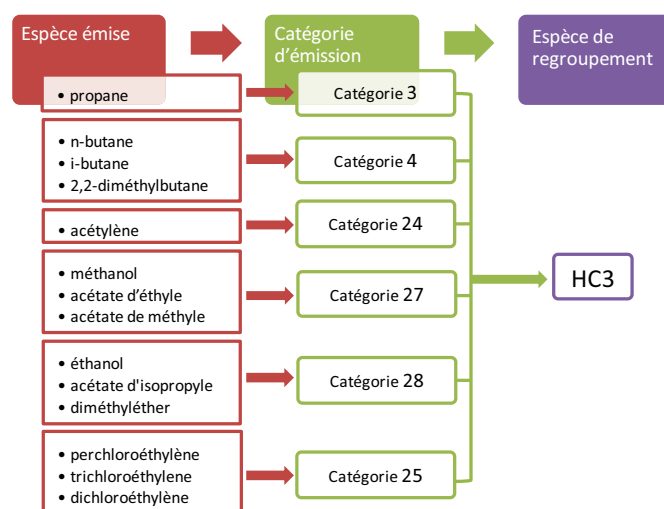 Espèce émise
Catégorie
d'émission
Espèce de
regroupement
• propane
Catégorie 3
• n-butane
• i-butane
• 2,2-diméthylbutane
Catégorie 4
• acétylène
Catégorie 24
• méthanol
• acétate d'éthyle
• acétate de méthyle
Catégorie 27
HC3
• éthanol
• acétate d'isopropyle
• diméthyléther
Catégorie 28
• perchloroéthylène
• trichloroéthylene
• dichloroéthylène
Catégorie 25